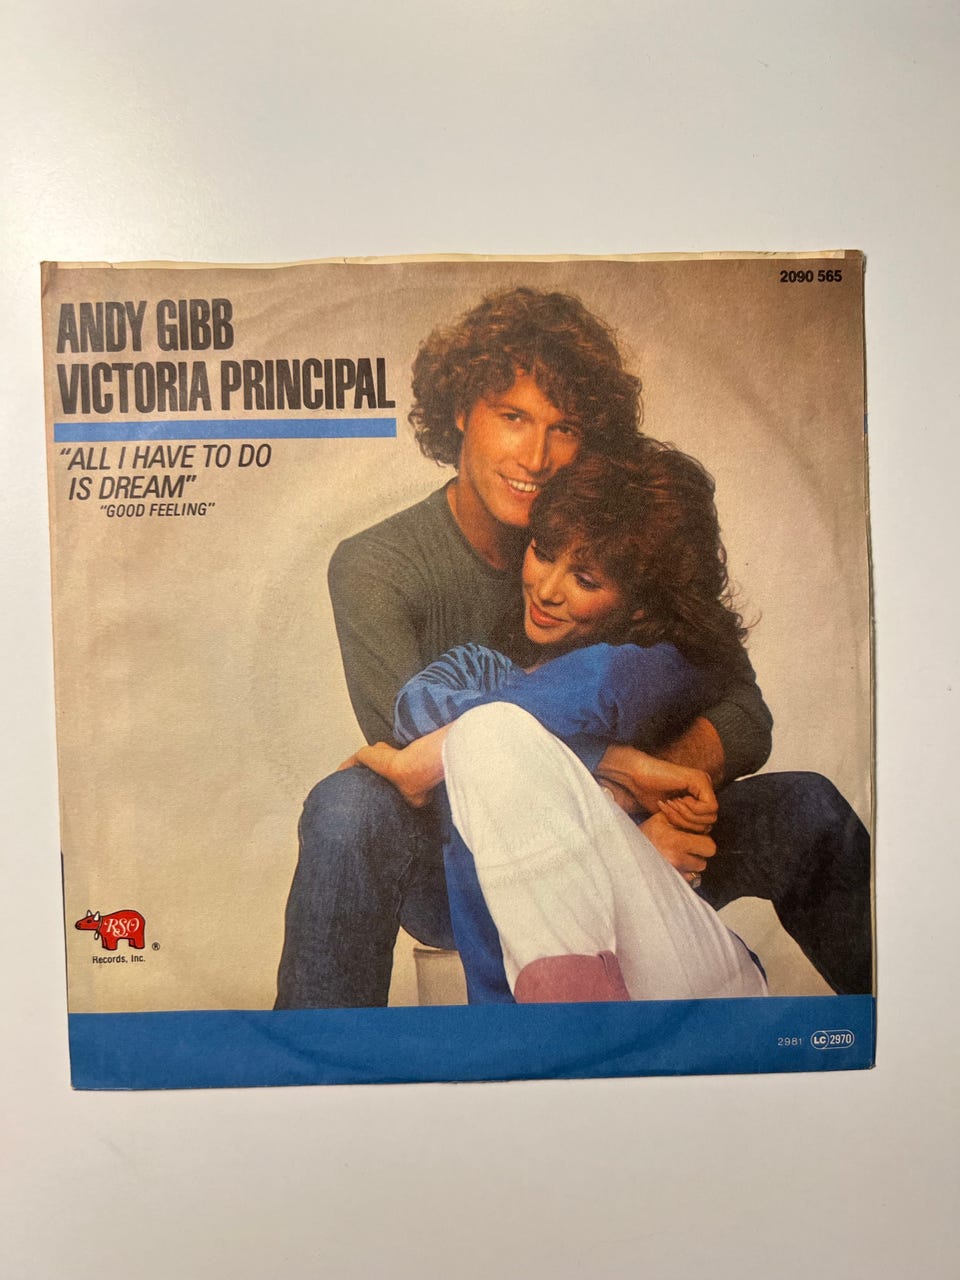 2090 565
ANDY GIBB
VICTORIA PRINCIPAL
“ALL I HAVE TO DO
IS DREAM”
“GOOD FEELING”
RSO
®
Records, Inc.
2981 LC 2970